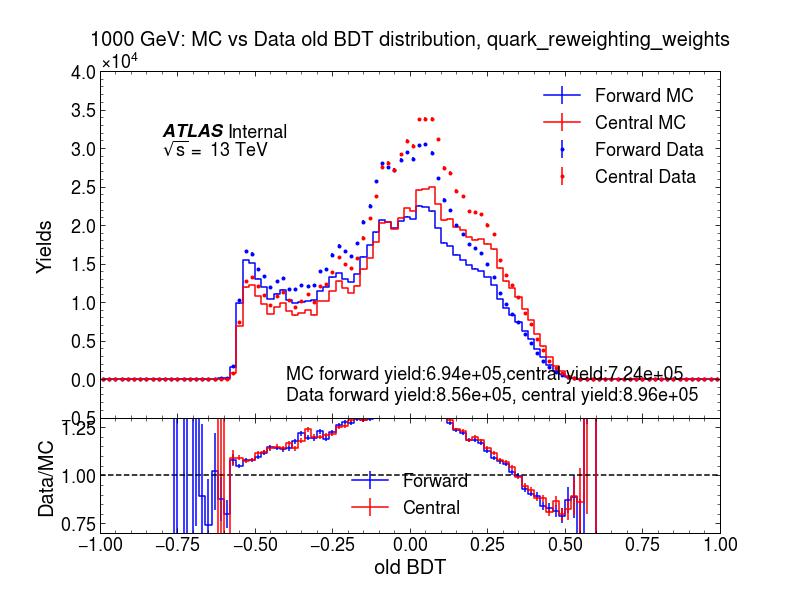 1000 GeV: MC vs Data old BDT distribution, quark_reweighting_weights
×10⁴
4.0
3.5
3.0
2.5
2.0
1.5
1.0
0.5
0.0
0.5
Yields
ATLAS Internal
√s = 13 TeV
Forward MC
Central MC
Forward Data
Central Data
MC forward yield:6.94e+05,central yield:7.24e+05
Data forward yield:8.56e+05, central yield:8.96e+05
1.25
1.00
0.75
Data/MC
Forward
Central
−1.00 −0.75 −0.50 −0.25 0.00 0.25 0.50 0.75 1.00
old BDT